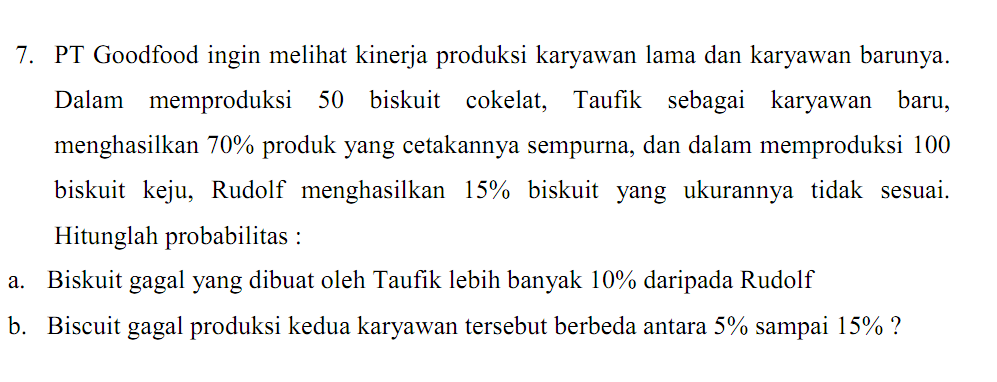 7. PT Goodfood ingin melihat kinerja produksi karyawan lama dan karyawan barunya.
Dalam memproduksi 50 biskuit cokelat, Taufik sebagai karyawan baru,
menghasilkan 70% produk yang cetakannya sempurna, dan dalam memproduksi 100
biskuit keju, Rudolf menghasilkan 15% biskuit yang ukurannya tidak sesuai.
Hitunglah probabilitas :
a. Biskuit gagal yang dibuat oleh Taufik lebih banyak 10% daripada Rudolf
b. Biscuit gagal produksi kedua karyawan tersebut berbeda antara 5% sampai 15% ?